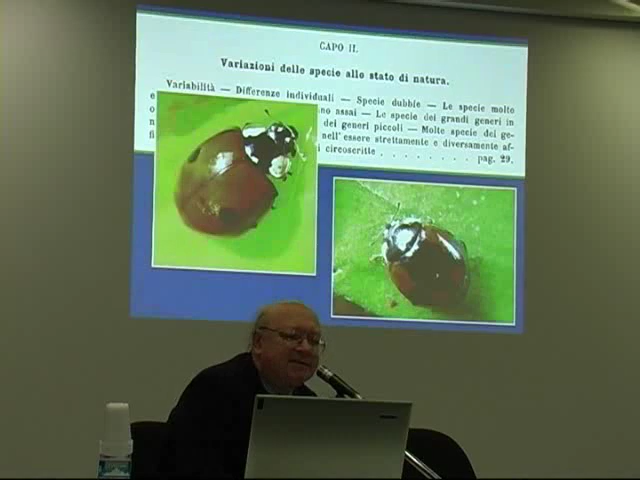 CAPO II.
Variazioni delle specie allo stato di natura.
Variabilità — Differenze individuali — Specie dubbie — Le specie molto
no assai — Le specie dei grandi generi in
dei generi piccoli — Molte specie dei ge-
nell' essere strettamente e diversamente af-
i circoscritte . . . . . . . . . pag. 29.